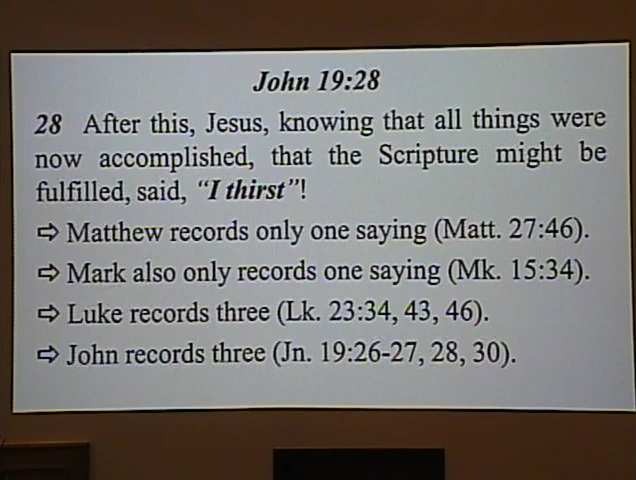 John 19:28
28 After this, Jesus, knowing that all things were
now accomplished, that the Scripture might be
fulfilled, said, “I thirst”!
⇨ Matthew records only one saying (Matt. 27:46).
⇨ Mark also only records one saying (Mk. 15:34).
⇨ Luke records three (Lk. 23:34, 43, 46).
⇨ John records three (Jn. 19:26-27, 28, 30).